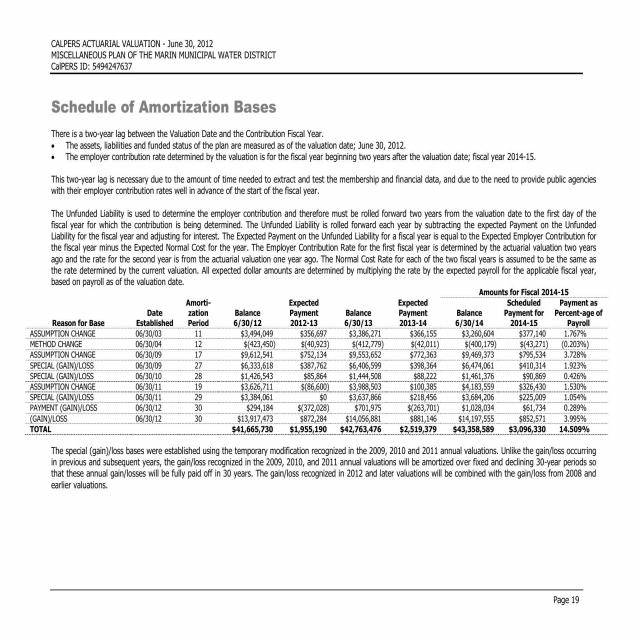 CALPERS ACTUARIAL VALUATION - June 30, 2012
MISCELLANEOUS PLAN OF THE MARIN MUNICIPAL WATER DISTRICT
CalPERS ID: 5494247637
Schedule of Amortization Bases
There is a two-year lag between the Valuation Date and the Contribution Fiscal Year.
• The assets, liabilities and funded status of the plan are measured as of the valuation date; June 30, 2012.
• The employer contribution rate determined by the valuation is for the fiscal year beginning two years after the valuation date; fiscal year 2014-15.
This two-year lag is necessary due to the amount of time needed to extract and test the membership and financial data, and due to the need to provide public agencies
with their employer contribution rates well in advance of the start of the fiscal year.
The Unfunded Liability is used to determine the employer contribution and therefore must be rolled forward two years from the valuation date to the first day of the
fiscal year for which the contribution is being determined. The Unfunded Liability is rolled forward each year by subtracting the expected Payment on the Unfunded
Liability for the fiscal year and adjusting for interest. The Expected Payment on the Unfunded Liability for a fiscal year is equal to the Expected Employer Contribution for
the fiscal year minus the Expected Normal Cost for the year. The Employer Contribution Rate for the first fiscal year is determined by the actuarial valuation two years
ago and the rate for the second year is from the actuarial valuation one year ago. The Normal Cost Rate for each of the two fiscal years is assumed to be the same as
the rate determined by the current valuation. All expected dollar amounts are determined by multiplying the rate by the expected payroll for the applicable fiscal year,
based on payroll as of the valuation date.
Amounts for Fiscal 2014-15
Amorti- Expected Expected Scheduled Payment as
Date zation Balance Payment Balance Payment Balance Payment for Percent-age of
Reason for Base Established Period 6/30/12 2012-13 6/30/13 2013-14 6/30/14 2014-15 Payroll
ASSUMPTION CHANGE 06/30/03 11 $3,494,049 $356,697 $3,386,271 $366,155 $3,260,604 $377,140 1.767%
METHOD CHANGE 06/30/04 12 $(423,450) $(40,923) $(412,779) $(42,011) $(400,179) $(43,271) (0.203%)
ASSUMPTION CHANGE 06/30/09 17 $9,612,541 $752,134 $9,553,652 $772,363 $9,469,373 $795,534 3.728%
SPECIAL (GAIN)/LOSS 06/30/09 27 $6,333,618 $387,762 $6,406,599 $398,364 $6,474,061 $410,314 1.923%
SPECIAL (GAIN)/LOSS 06/30/10 28 $1,426,543 $85,864 $1,444,508 $88,222 $1,461,376 $90,869 0.426%
ASSUMPTION CHANGE 06/30/11 19 $3,626,711 $(86,600) $3,988,503 $100,385 $4,183,559 $326,430 1.530%
SPECIAL (GAIN)/LOSS 06/30/11 29 $3,384,061 $0 $3,637,866 $218,456 $3,684,206 $225,009 1.054%
PAYMENT (GAIN)/LOSS 06/30/12 30 $294,184 $(372,028) $701,975 $(263,701) $1,028,034 $61,734 0.289%
(GAIN)/LOSS 06/30/12 30 $13,917,473 $872,284 $14,056,881 $881,146 $14,197,555 $852,571 3.995%
TOTAL $41,665,730 $1,955,190 $42,763,476 $2,519,379 $43,358,589 $3,096,330 14.509%
The special (gain)/loss bases were established using the temporary modification recognized in the 2009, 2010 and 2011 annual valuations. Unlike the gain/loss occurring
in previous and subsequent years, the gain/loss recognized in the 2009, 2010, and 2011 annual valuations will be amortized over fixed and declining 30-year periods so
that these annual gain/losses will be fully paid off in 30 years. The gain/loss recognized in 2012 and later valuations will be combined with the gain/loss from 2008 and
earlier valuations.
Page 19